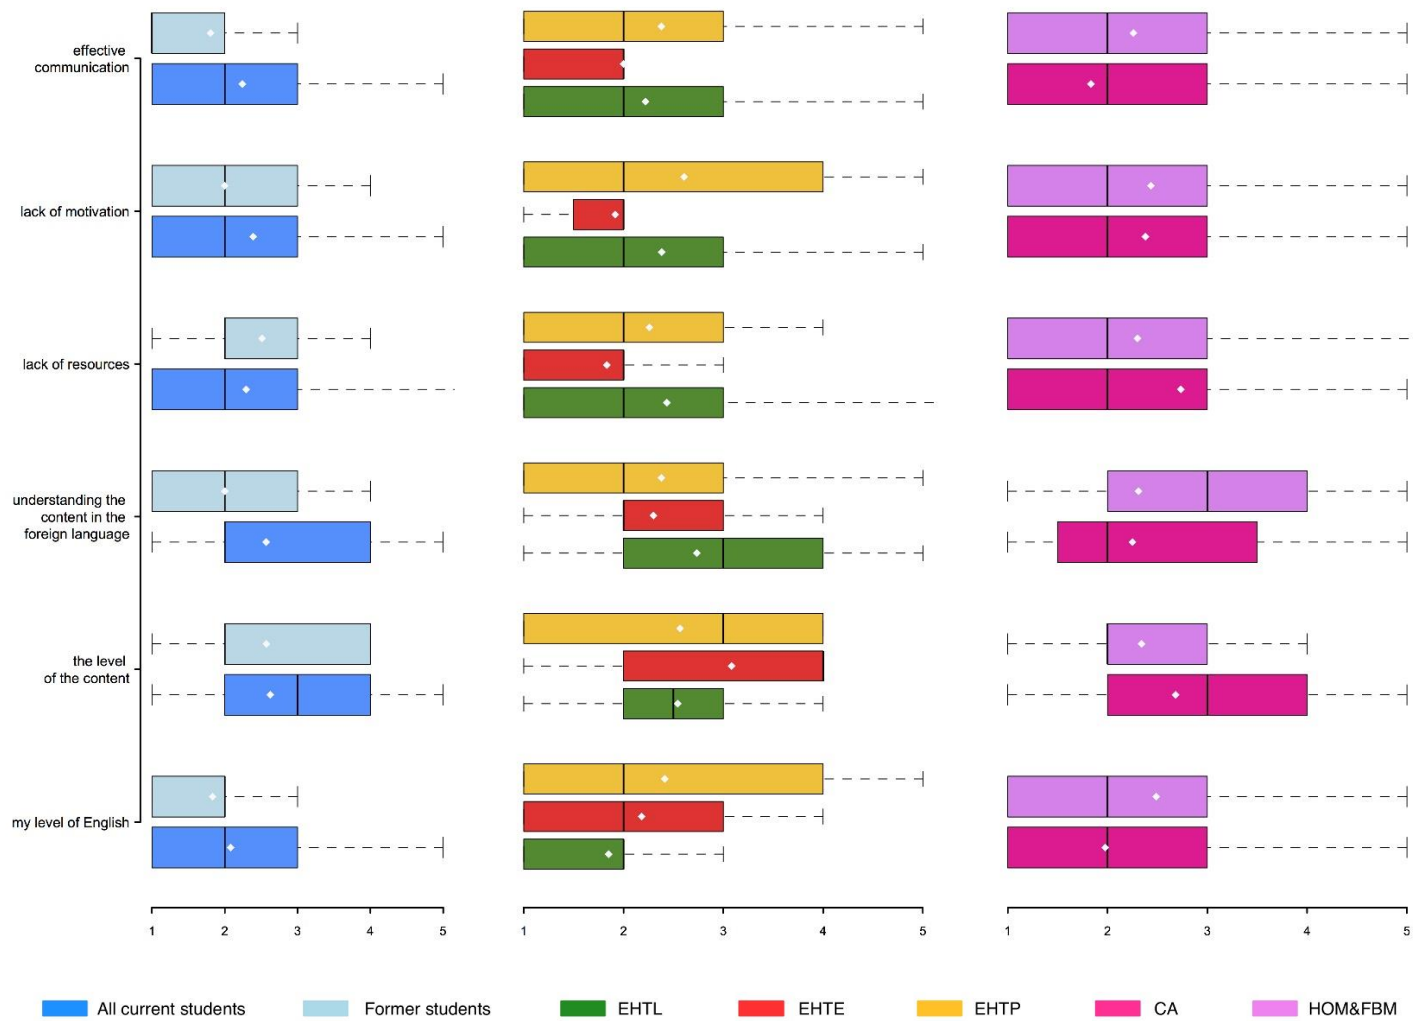 effective
communication
lack of motivation
lack of resources
understanding the
content in the
foreign language
the level
of the content
my level of English
1 2 3 4 5
1 2 3 4 5
1 2 3 4 5
All current students
Former students
EHTL
EHTE
EHTP
CA
HOM&FBM